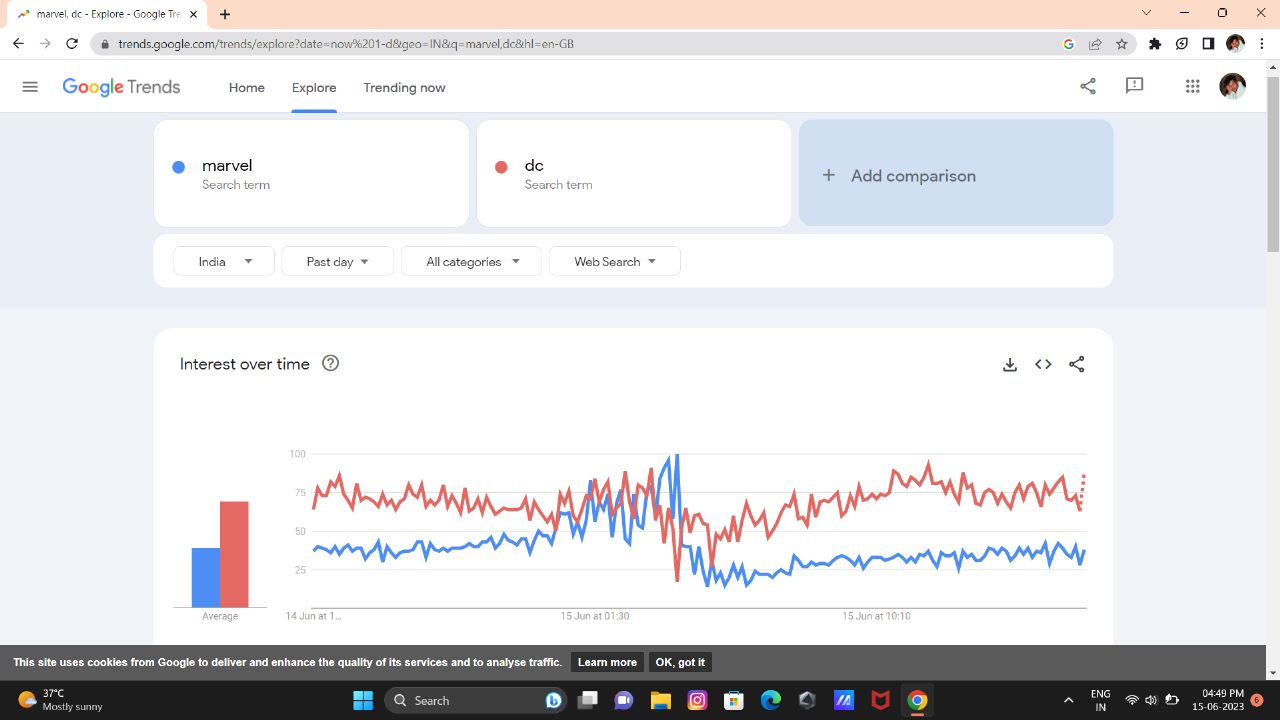 marvel, dc - Explore - Google Tre
trends.google.com/trends/explore?date=now%201-d&geo=IN&q=marvel,dc&hl=en-GB
Google Trends Home Explore Trending now
marvel
Search term
dc
Search term
+ Add comparison
India Past day All categories Web Search
Interest over time
100
75
50
25
Average
14 Jun at 1... 15 Jun at 01:30 15 Jun at 10:10
This site uses cookies from Google to deliver and enhance the quality of its services and to analyse traffic. Learn more OK, got it
37°C
Mostly sunny
Search
ENG
IN
04:49 PM
15-06-2023
6